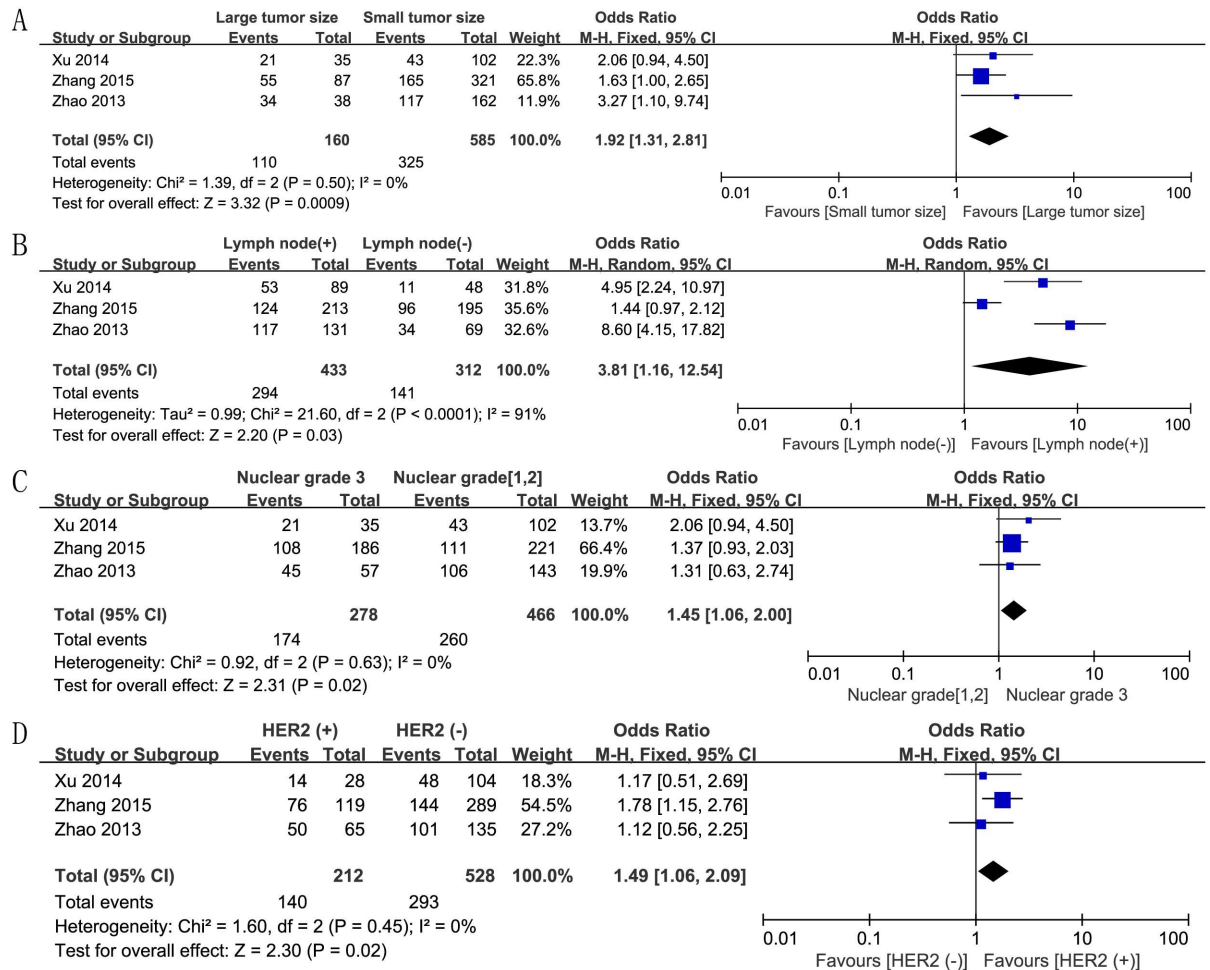 A
Large tumor size Small tumor size Odds Ratio Odds Ratio
Study or Subgroup Events Total Events Total Weight M-H, Fixed, 95% CI M-H, Fixed, 95% CI
Xu 2014 21 35 43 102 22.3% 2.06 [0.94, 4.50]
Zhang 2015 55 87 165 321 65.8% 1.63 [1.00, 2.65]
Zhao 2013 34 38 117 162 11.9% 3.27 [1.10, 9.74]
Total (95% CI) 160 585 100.0% 1.92 [1.31, 2.81]
Total events 110 325
Heterogeneity: Chi² = 1.39, df = 2 (P = 0.50); I² = 0%
Test for overall effect: Z = 3.32 (P = 0.0009)
0.01 0.1 1 10 100
Favours [Small tumor size] Favours [Large tumor size]
B
Lymph node(+) Lymph node(-) Odds Ratio Odds Ratio
Study or Subgroup Events Total Events Total Weight M-H, Random, 95% CI M-H, Random, 95% CI
Xu 2014 53 89 11 48 31.8% 4.95 [2.24, 10.97]
Zhang 2015 124 213 96 195 35.6% 1.44 [0.97, 2.12]
Zhao 2013 117 131 34 69 32.6% 8.60 [4.15, 17.82]
Total (95% CI) 433 312 100.0% 3.81 [1.16, 12.54]
Total events 294 141
Heterogeneity: Tau² = 0.99; Chi² = 21.60, df = 2 (P < 0.0001); I² = 91%
Test for overall effect: Z = 2.20 (P = 0.03)
0.01 0.1 1 10 100
Favours [Lymph node(-)] Favours [Lymph node(+)]
C
Nuclear grade 3 Nuclear grade[1,2] Odds Ratio Odds Ratio
Study or Subgroup Events Total Events Total Weight M-H, Fixed, 95% CI M-H, Fixed, 95% CI
Xu 2014 21 35 43 102 13.7% 2.06 [0.94, 4.50]
Zhang 2015 108 186 111 221 66.4% 1.37 [0.93, 2.03]
Zhao 2013 45 57 106 143 19.9% 1.31 [0.63, 2.74]
Total (95% CI) 278 466 100.0% 1.45 [1.06, 2.00]
Total events 174 260
Heterogeneity: Chi² = 0.92, df = 2 (P = 0.63); I² = 0%
Test for overall effect: Z = 2.31 (P = 0.02)
0.01 0.1 1 10 100
Nuclear grade[1,2] Nuclear grade 3
D
HER2 (+) HER2 (-) Odds Ratio Odds Ratio
Study or Subgroup Events Total Events Total Weight M-H, Fixed, 95% CI M-H, Fixed, 95% CI
Xu 2014 14 28 48 104 18.3% 1.17 [0.51, 2.69]
Zhang 2015 76 119 144 289 54.5% 1.78 [1.15, 2.76]
Zhao 2013 50 65 101 135 27.2% 1.12 [0.56, 2.25]
Total (95% CI) 212 528 100.0% 1.49 [1.06, 2.09]
Total events 140 293
Heterogeneity: Chi² = 1.60, df = 2 (P = 0.45); I² = 0%
Test for overall effect: Z = 2.30 (P = 0.02)
0.01 0.1 1 10 100
Favours [HER2 (-)] Favours [HER2 (+)]